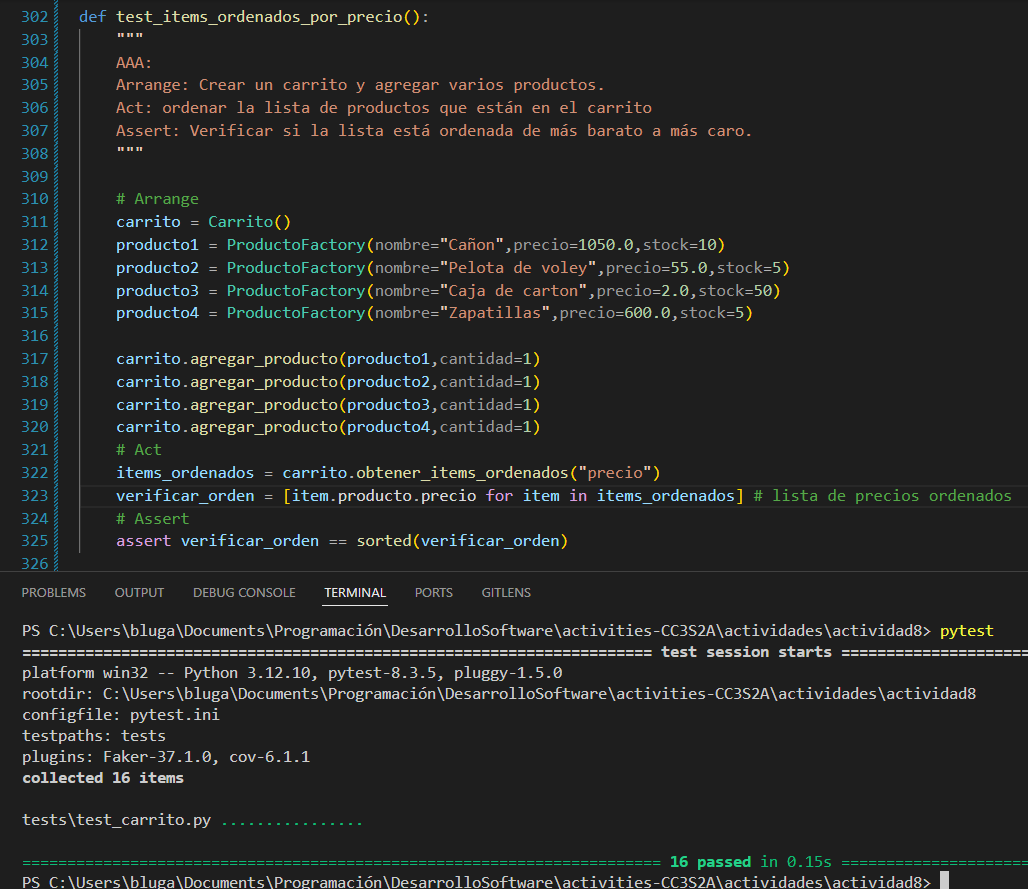 302 def test_items_ordenados_por_precio():
303 """
304 AAA:
305 Arrange: Crear un carrito y agregar varios productos.
306 Act: ordenar la lista de productos que están en el carrito
307 Assert: Verificar si la lista está ordenada de más barato a más caro.
308 """
309
310 # Arrange
311 carrito = Carrito()
312 producto1 = ProductoFactory(nombre="Cañon",precio=1050.0,stock=10)
313 producto2 = ProductoFactory(nombre="Pelota de voley",precio=55.0,stock=5)
314 producto3 = ProductoFactory(nombre="Caja de carton",precio=2.0,stock=50)
315 producto4 = ProductoFactory(nombre="Zapatillas",precio=600.0,stock=5)
316
317 carrito.agregar_producto(producto1,cantidad=1)
318 carrito.agregar_producto(producto2,cantidad=1)
319 carrito.agregar_producto(producto3,cantidad=1)
320 carrito.agregar_producto(producto4,cantidad=1)
321 # Act
322 items_ordenados = carrito.obtener_items_ordenados("precio")
323 verificar_orden = [item.producto.precio for item in items_ordenados] # lista de precios ordenados
324 # Assert
325 assert verificar_orden == sorted(verificar_orden)
326
PROBLEMS OUTPUT DEBUG CONSOLE TERMINAL PORTS GITLENS
PS C:\Users\bluga\Documents\Programación\DesarrolloSoftware\activities-CC3S2A\actividades\actividad8> pytest
====================================================================== test session starts =====================
platform win32 -- Python 3.12.10, pytest-8.3.5, pluggy-1.5.0
rootdir: C:\Users\bluga\Documents\Programación\DesarrolloSoftware\activities-CC3S2A\actividades\actividad8
configfile: pytest.ini
testpaths: tests
plugins: Faker-37.1.0, cov-6.1.1
collected 16 items
tests\test_carrito.py ................
======================================================================= 16 passed in 0.15s =====================
PS C:\Users\bluga\Documents\Programación\DesarrolloSoftware\activities-CC3S2A\actividades\actividad8>